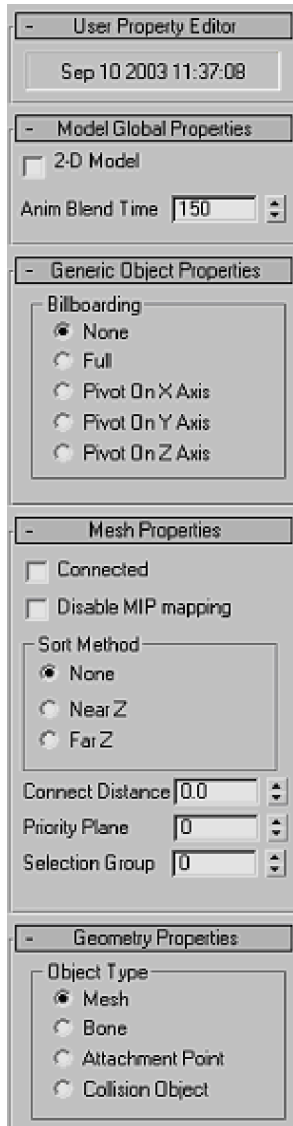 - User Property Editor
Sep 10 2003 11:37:08
- Model Global Properties
2-D Model
Anim Blend Time 150
- Generic Object Properties
Billboarding
None
Full
Pivot On X Axis
Pivot On Y Axis
Pivot On Z Axis
- Mesh Properties
Connected
Disable MIP mapping
Sort Method
None
Near Z
Far Z
Connect Distance 0.0
Priority Plane 0
Selection Group 0
- Geometry Properties
Object Type
Mesh
Bone
Attachment Point
Collision Object